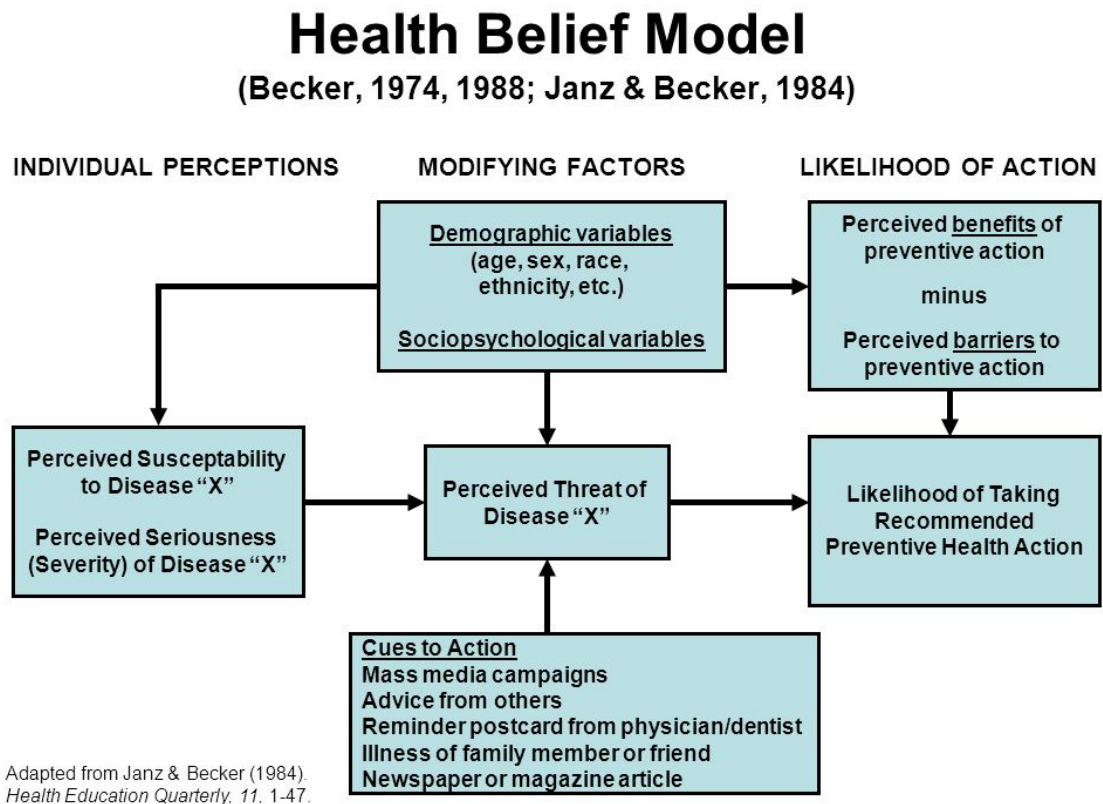 Health Belief Model
(Becker, 1974, 1988; Janz & Becker, 1984)
INDIVIDUAL PERCEPTIONS
MODIFYING FACTORS
LIKELIHOOD OF ACTION
Demographic variables
(age, sex, race,
ethnicity, etc.)
Sociopsychological variables
Perceived benefits of
preventive action
minus
Perceived barriers to
preventive action
Perceived Susceptability
to Disease “X”
Perceived Seriousness
(Severity) of Disease “X”
Perceived Threat of
Disease “X”
Likelihood of Taking
Recommended
Preventive Health Action
Cues to Action
Mass media campaigns
Advice from others
Reminder postcard from physician/dentist
Illness of family member or friend
Newspaper or magazine article
Adapted from Janz & Becker (1984).
Health Education Quarterly, 11, 1-47.